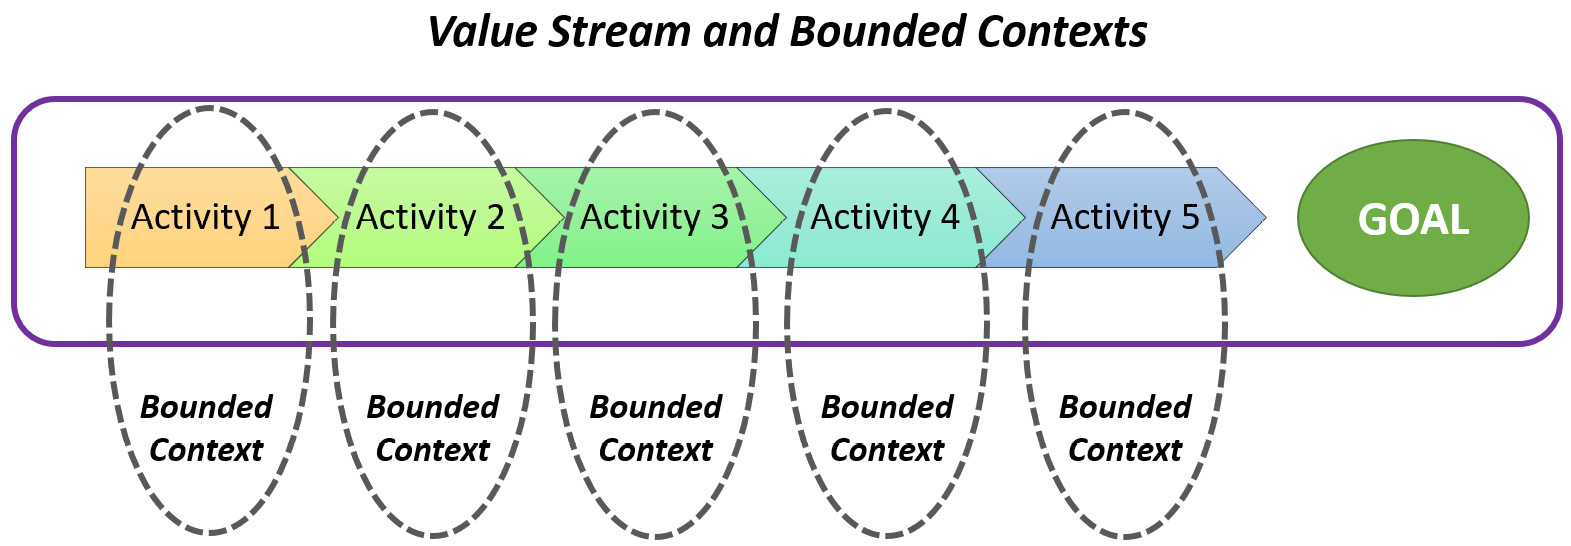 Value Stream and Bounded Contexts
Activity 1
Activity 2
Activity 3
Activity 4
Activity 5
GOAL
Bounded
Context
Bounded
Context
Bounded
Context
Bounded
Context
Bounded
Context